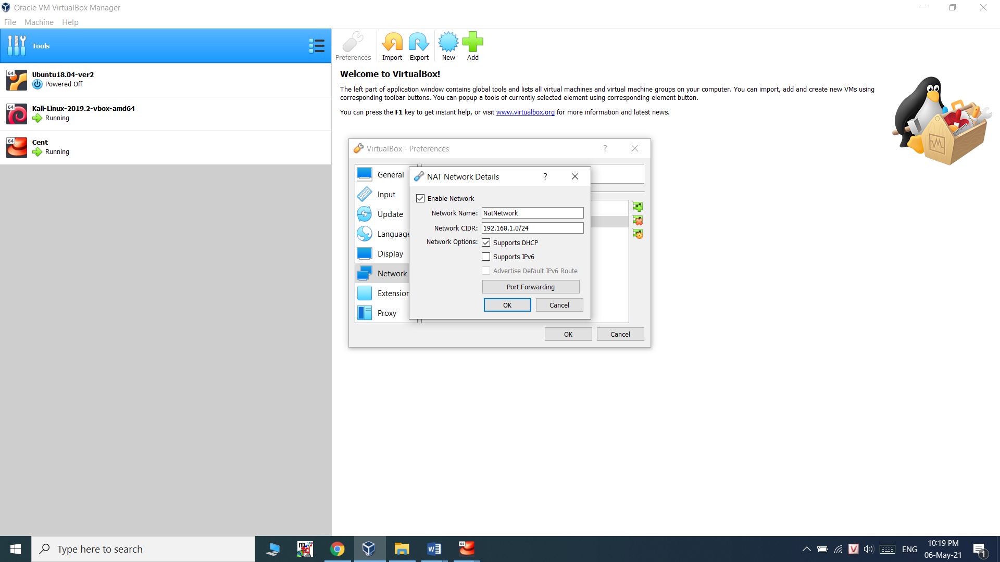 Oracle VM VirtualBox Manager
File Machine Help
Tools
Preferences Import Export New Add
64 Ubuntu18.04-ver2
Powered Off
64 Kali-Linux-2019.2-vbox-amd64
Running
64 Cent
Running
Welcome to VirtualBox!
The left part of application window contains global tools and lists all virtual machines and virtual machine groups on your computer. You can import, add and create new VMs using
corresponding toolbar buttons. You can popup a tools of currently selected element using corresponding element button.
You can press the F1 key to get instant help, or visit www.virtualbox.org for more information and latest news.
VirtualBox - Preferences ?
General
Input
Update
Language
Display
Network
Extension
Proxy
NAT Network Details ?
Enable Network
Network Name: NatNetwork
Network CIDR: 192.168.1.0/24
Network Options: Supports DHCP
Supports IPv6
Advertise Default IPv6 Route
Port Forwarding
OK Cancel
OK Cancel
Type here to search
64
V
ENG
10:19 PM
06-May-21
1